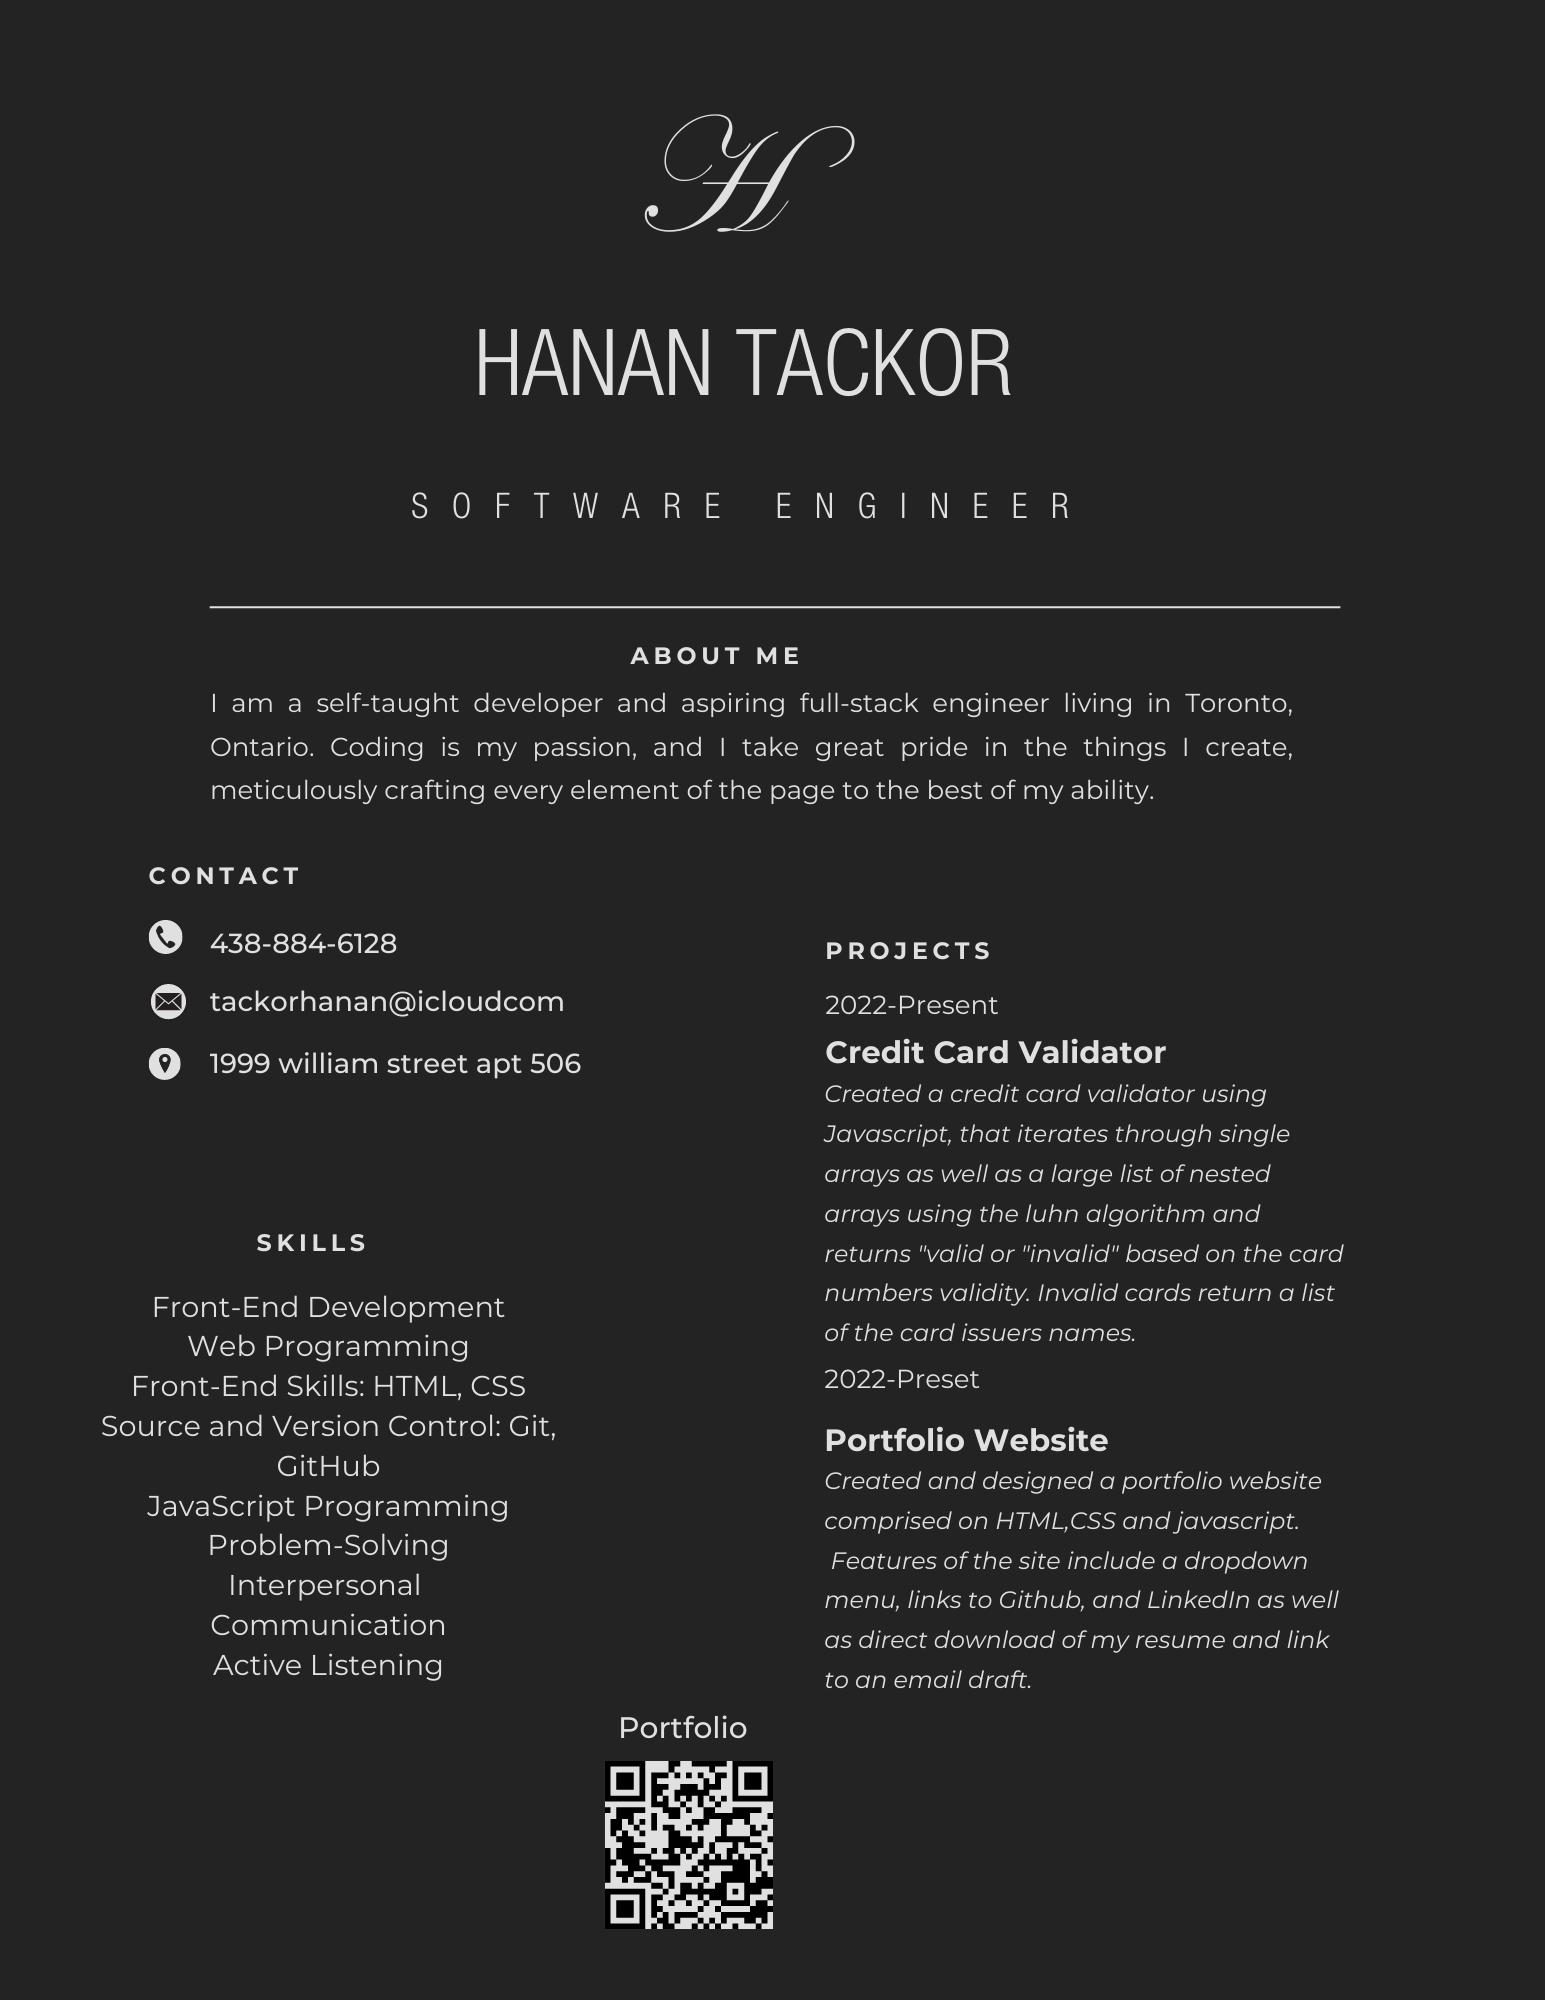 H
HANAN TACKOR
SOFTWARE ENGINEER
ABOUT ME
I am a self-taught developer and aspiring full-stack engineer living in Toronto,
Ontario. Coding is my passion, and I take great pride in the things I create,
meticulously crafting every element of the page to the best of my ability.
CONTACT
438-884-6128
tackorhanan@icloudcom
1999 william street apt 506
SKILLS
Front-End Development
Web Programming
Front-End Skills: HTML, CSS
Source and Version Control: Git,
GitHub
JavaScript Programming
Problem-Solving
Interpersonal
Communication
Active Listening
PROJECTS
2022-Present
Credit Card Validator
Created a credit card validator using
Javascript, that iterates through single
arrays as well as a large list of nested
arrays using the luhn algorithm and
returns "valid or "invalid" based on the card
numbers validity. Invalid cards return a list
of the card issuers names.
2022-Preset
Portfolio Website
Created and designed a portfolio website
comprised on HTML,CSS and javascript.
Features of the site include a dropdown
menu, links to Github, and LinkedIn as well
as direct download of my resume and link
to an email draft.
Portfolio